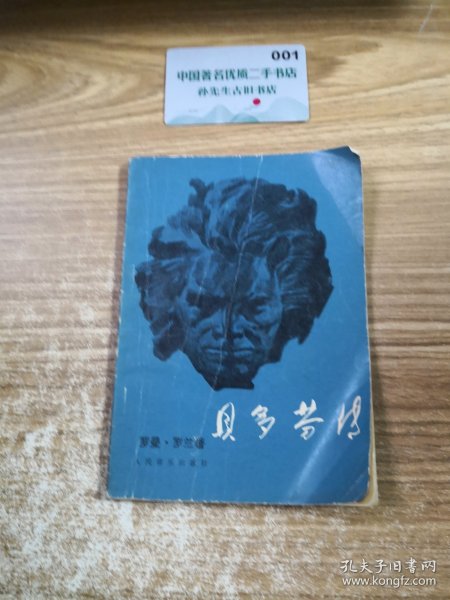 001
中国著名优质二手书店
孙先生古旧书店
贝多芬传
罗曼·罗兰著
人民音乐出版社
孔夫子旧书网
www.kongfz.com